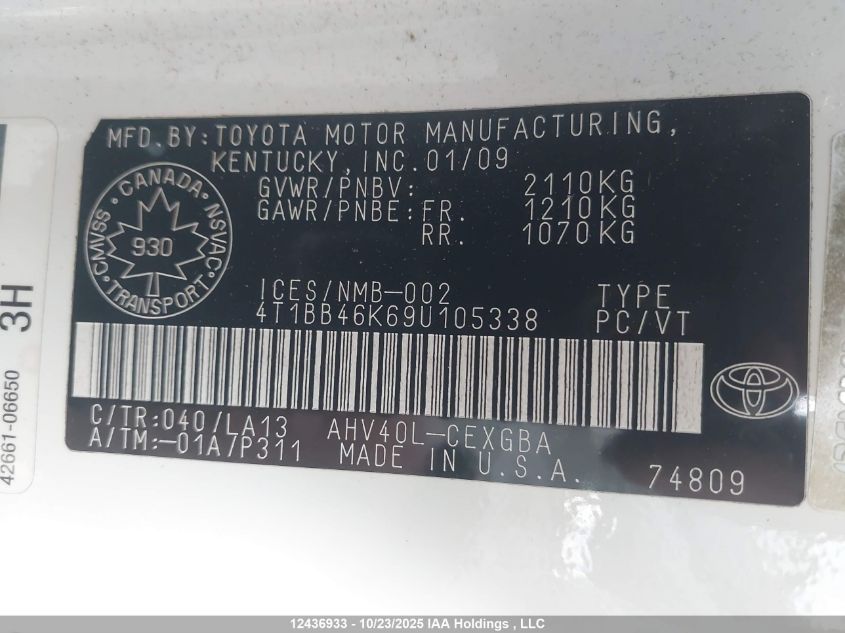 MFD BY:TOYOTA MOTOR MANUFACTURING,
KENTUCKY, INC. 01/09
GVWR/PNBV: 2110KG
GAWR/PNBE: FR. 1210KG
RR. 1070KG
CANADA
CMVSS 930 NSVAC
TRANSPORT
ICES/NMB-002 TYPE
4T1BB46K69U105338 PC/VT
C/TR:040/LA13 AHV40L-CEXGBA
A/TM:-01A7P311 MADE IN U.S.A. 74809
42661-06650 3H
12436933 - 10/23/2025 IAA Holdings , LLC